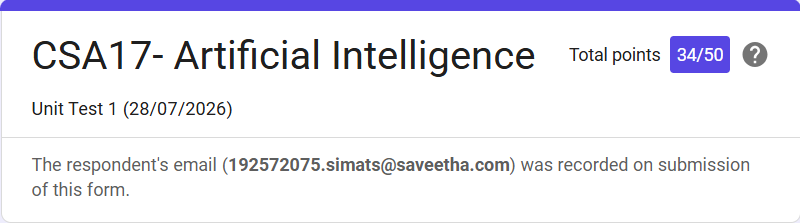 CSA17- Artificial Intelligence
Total points 34/50 ?
Unit Test 1 (28/07/2026)
The respondent's email (192572075.simats@saveetha.com) was recorded on submission
of this form.